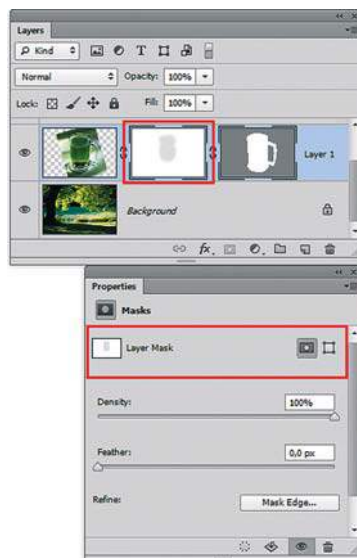 Layers
Kind
Normal Opacity: 100%
Lock: Fill: 100%
Layer 1
Background
fx.
Properties
Masks
Layer Mask
Density: 100%
Feather: 0,0 px
Refine: Mask Edge...